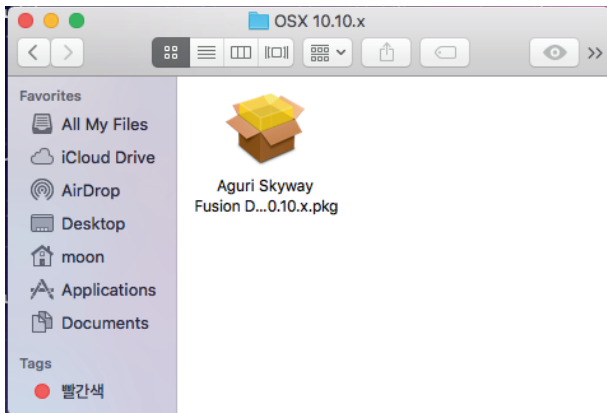 OSX 10.10.x
Favorites
All My Files
iCloud Drive
AirDrop
Desktop
moon
Applications
Documents
Tags
빨간색
Aguri Skyway
Fusion D...0.10.x.pkg